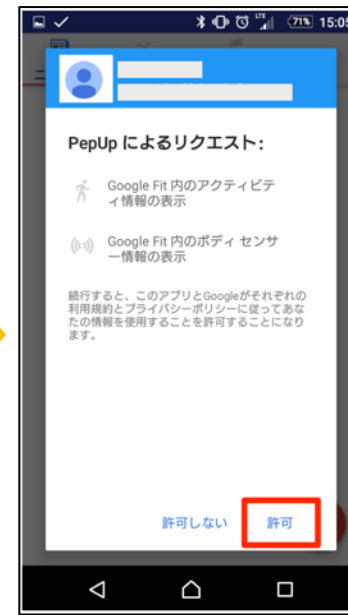 LTE 71% 15:05
PepUp によるリクエスト:
Google Fit 内のアクティビテ
ィ情報の表示
Google Fit 内のボディ センサ
ー情報の表示
続行すると、このアプリとGoogleがそれぞれの
利用規約とプライバシーポリシーに従ってあな
たの情報を使用することを許可することになり
ます。
許可しない 許可